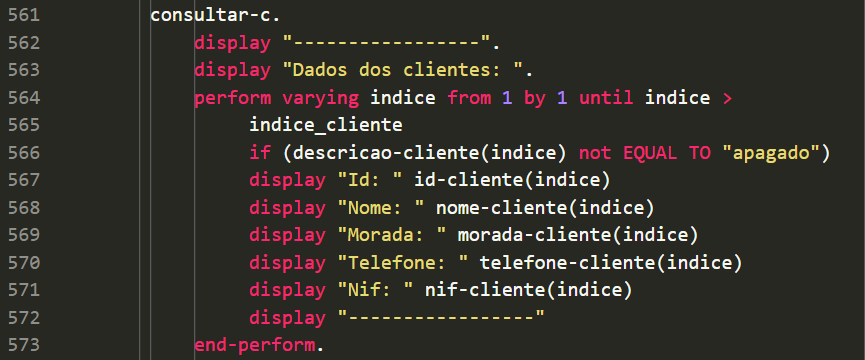 561 consultar-c.
562 display "-----------------".
563 display "Dados dos clientes: ".
564 perform varying indice from 1 by 1 until indice >
565 indice_cliente
566 if (descricao-cliente(indice) not EQUAL TO "apagado")
567 display "Id: " id-cliente(indice)
568 display "Nome: " nome-cliente(indice)
569 display "Morada: " morada-cliente(indice)
570 display "Telefone: " telefone-cliente(indice)
571 display "Nif: " nif-cliente(indice)
572 display "-----------------"
573 end-perform.